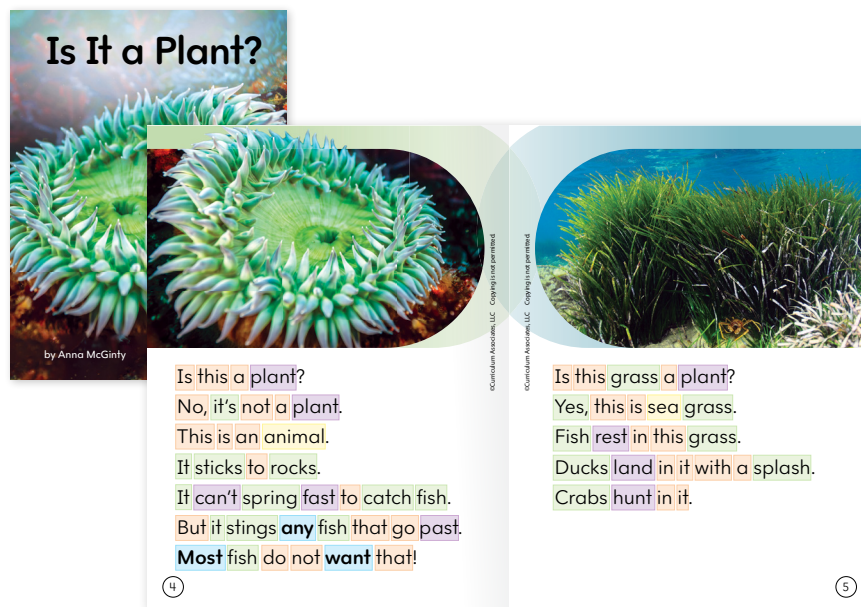 Is It a Plant?
by Anna McGinty
©Curriculum Associates, LLC Copying is not permitted.
Is this a plant?
No, it's not a plant.
This is an animal.
It sticks to rocks.
It can't spring fast to catch fish.
But it stings any fish that go past.
Most fish do not want that!
4
©Curriculum Associates, LLC Copying is not permitted.
Is this grass a plant?
Yes, this is sea grass.
Fish rest in this grass.
Ducks land in it with a splash.
Crabs hunt in it.
5